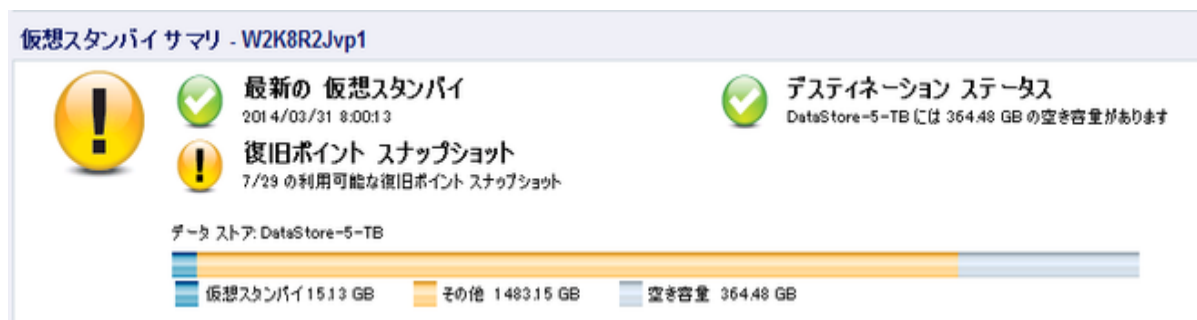 仮想スタンバイ サマリ - W2K8R2Jvp1
最新の 仮想スタンバイ
2014/03/31 8:00:13
デスティネーション ステータス
DataStore-5-TB には 364.48 GB の空き容量があります
復旧ポイント スナップショット
7/29 の利用可能な復旧ポイント スナップショット
データ ストア: DataStore-5-TB
仮想スタンバイ 15.13 GB その他 1483.15 GB 空き容量 364.48 GB